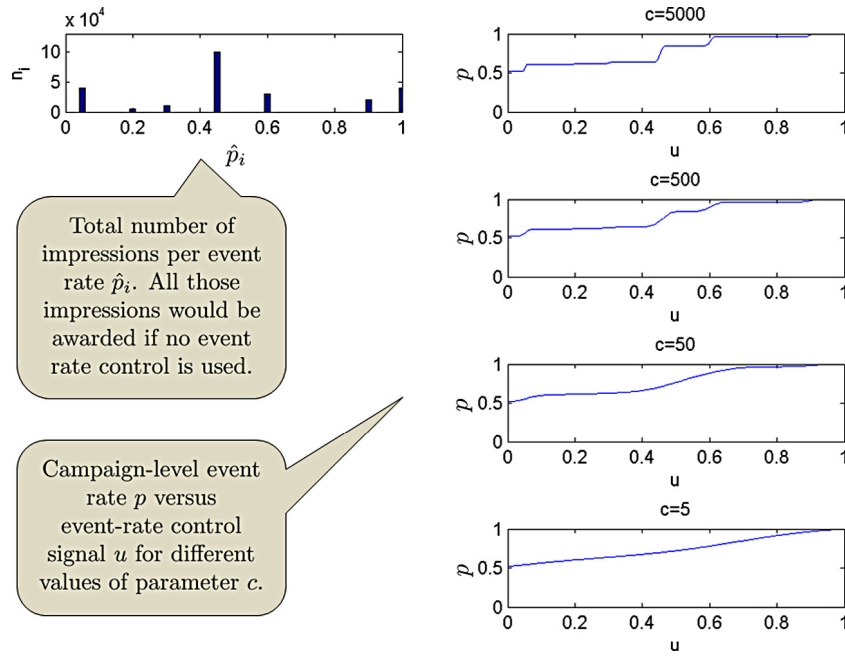 x 10⁴
10
5
0
n_i
0 0.2 0.4 0.6 0.8 1
p̂_i
Total number of
impressions per event
rate p̂_i. All those
impressions would be
awarded if no event
rate control is used.
Campaign-level event
rate p versus
event-rate control
signal u for different
values of parameter c.
c=5000
1
0.5
0
p
0 0.2 0.4 0.6 0.8 1
u
c=500
1
0.5
0
p
0 0.2 0.4 0.6 0.8 1
u
c=50
1
0.5
0
p
0 0.2 0.4 0.6 0.8 1
u
c=5
1
0.5
0
p
0 0.2 0.4 0.6 0.8 1
u